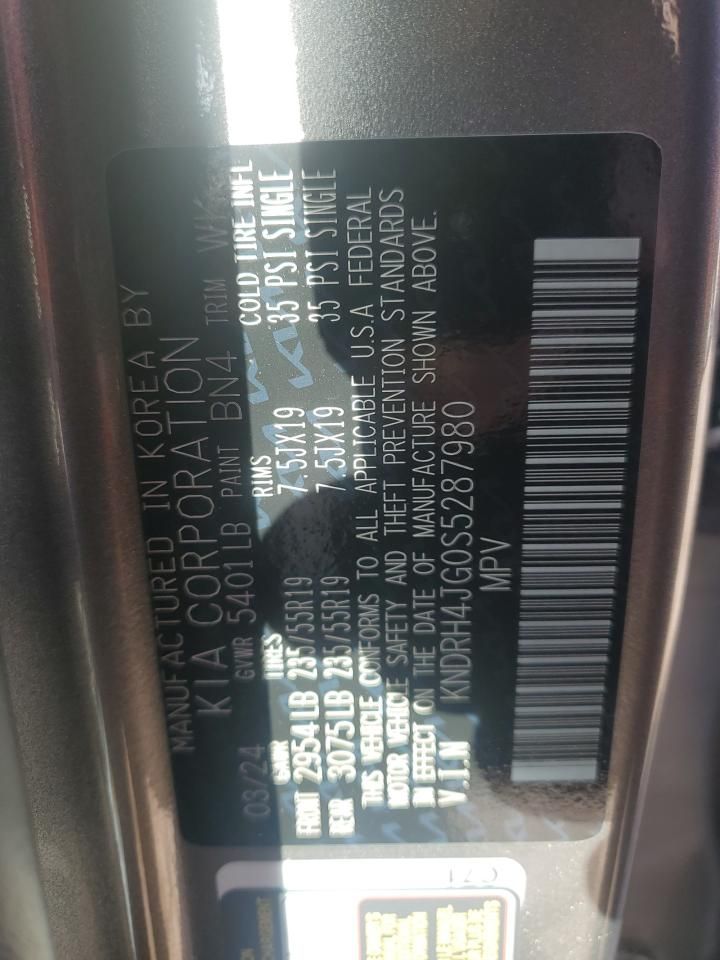 MANUFACTURED IN KOREA BY
KIA CORPORATION
03/24 GVWR 5401LB PAINT BN4 TRIM WK
GAWR TIRES RIMS COLD TIRE INFL
FRONT 2954LB 235/55R19 7.5JX19 35 PSI SINGLE
REAR 3075LB 235/55R19 7.5JX19 35 PSI SINGLE
THIS VEHICLE CONFORMS TO ALL APPLICABLE U.S.A FEDERAL
MOTOR VEHICLE SAFETY AND THEFT PREVENTION STANDARDS
IN EFFECT ON THE DATE OF MANUFACTURE SHOWN ABOVE.
V.I.N KNDRH4JG0S5287980
MPV